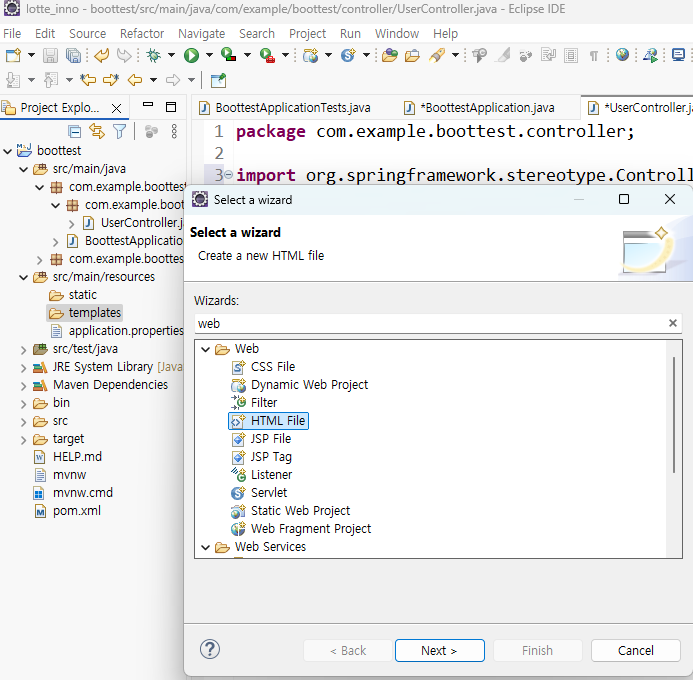 lotte_inno - boottest/src/main/java/com/example/boottest/controller/UserController.java - Eclipse IDE
File Edit Source Refactor Navigate Search Project Run Window Help
Project Explo...
BoottestApplicationTests.java
*BoottestApplication.java
*UserController.j
1 package com.example.boottest.controller;
2
3 import org.springframework.stereotype.Controll
boottest
src/main/java
com.example.boottest
com.example.boottest
UserController.j
BoottestApplicatio
com.example.boottest
src/main/resources
static
templates
application.properties
src/test/java
JRE System Library [Java
Maven Dependencies
bin
src
target
HELP.md
mvnw
mvnw.cmd
pom.xml
Select a wizard
Select a wizard
Create a new HTML file
Wizards:
web
Web
CSS File
Dynamic Web Project
Filter
HTML File
JSP File
JSP Tag
Listener
Servlet
Static Web Project
Web Fragment Project
Web Services
< Back
Next >
Finish
Cancel